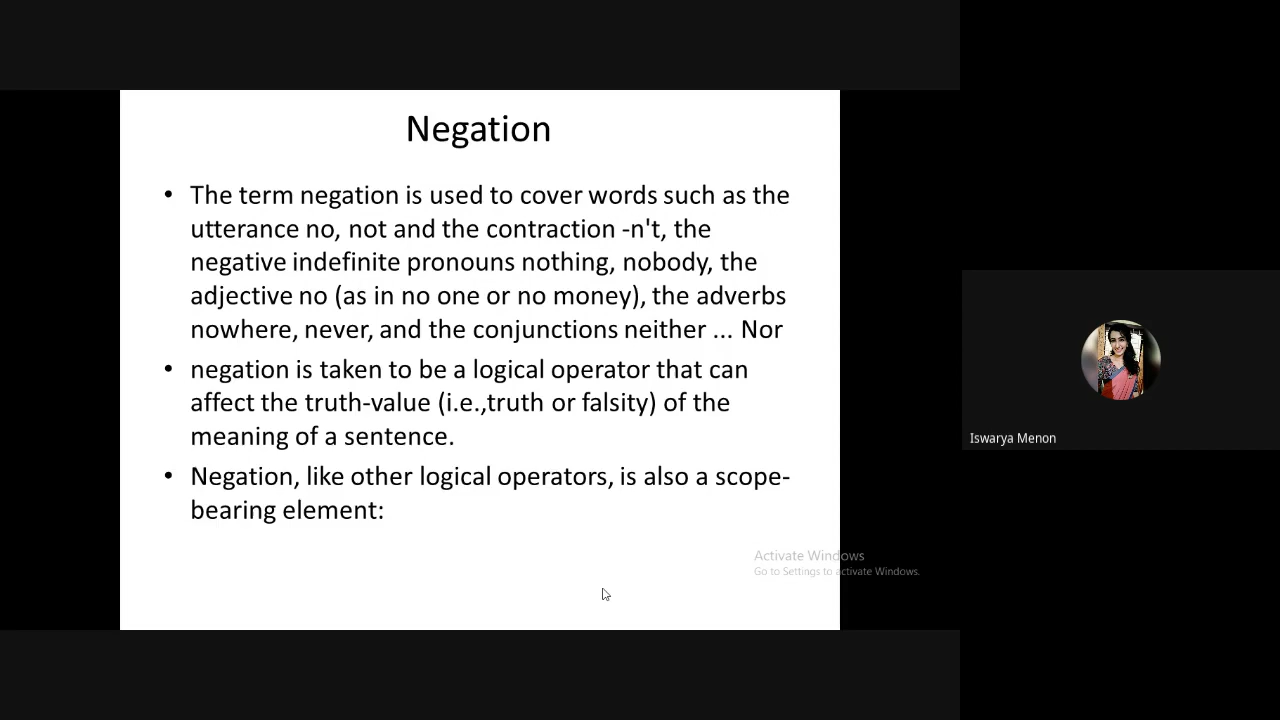 Negation
• The term negation is used to cover words such as the
utterance no, not and the contraction -n't, the
negative indefinite pronouns nothing, nobody, the
adjective no (as in no one or no money), the adverbs
nowhere, never, and the conjunctions neither ... Nor
• negation is taken to be a logical operator that can
affect the truth-value (i.e.,truth or falsity) of the
meaning of a sentence.
• Negation, like other logical operators, is also a scope-
bearing element:
Activate Windows
Go to Settings to activate Windows.
Iswarya Menon